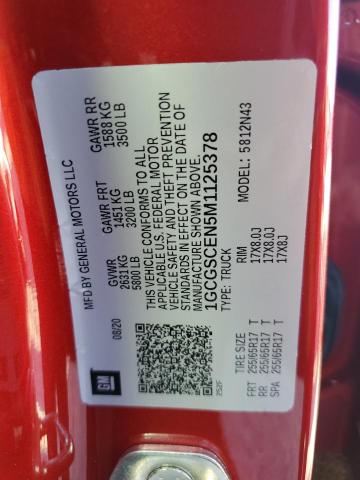 MFD BY GENERAL MOTORS LLC
08/20
GVWR
2631 KG
5800 LB
GAWR FRT
1451 KG
3200 LB
GAWR RR
1588 KG
3500 LB
THIS VEHICLE CONFORMS TO ALL
APPLICABLE U.S. FEDERAL MOTOR
VEHICLE SAFETY AND THEFT PREVENTION
STANDARDS IN EFFECT ON THE DATE OF
MANUFACTURE SHOWN ABOVE.
1GCGSCEN5M1125378
TYPE: TRUCK
MODEL: 5812N43
GM
TIRE SIZE
RIM
FRT 255/65R17 T 17X8.0J
RR 255/65R17 T 17X8.0J
SPA 255/65R17 T 17X8J